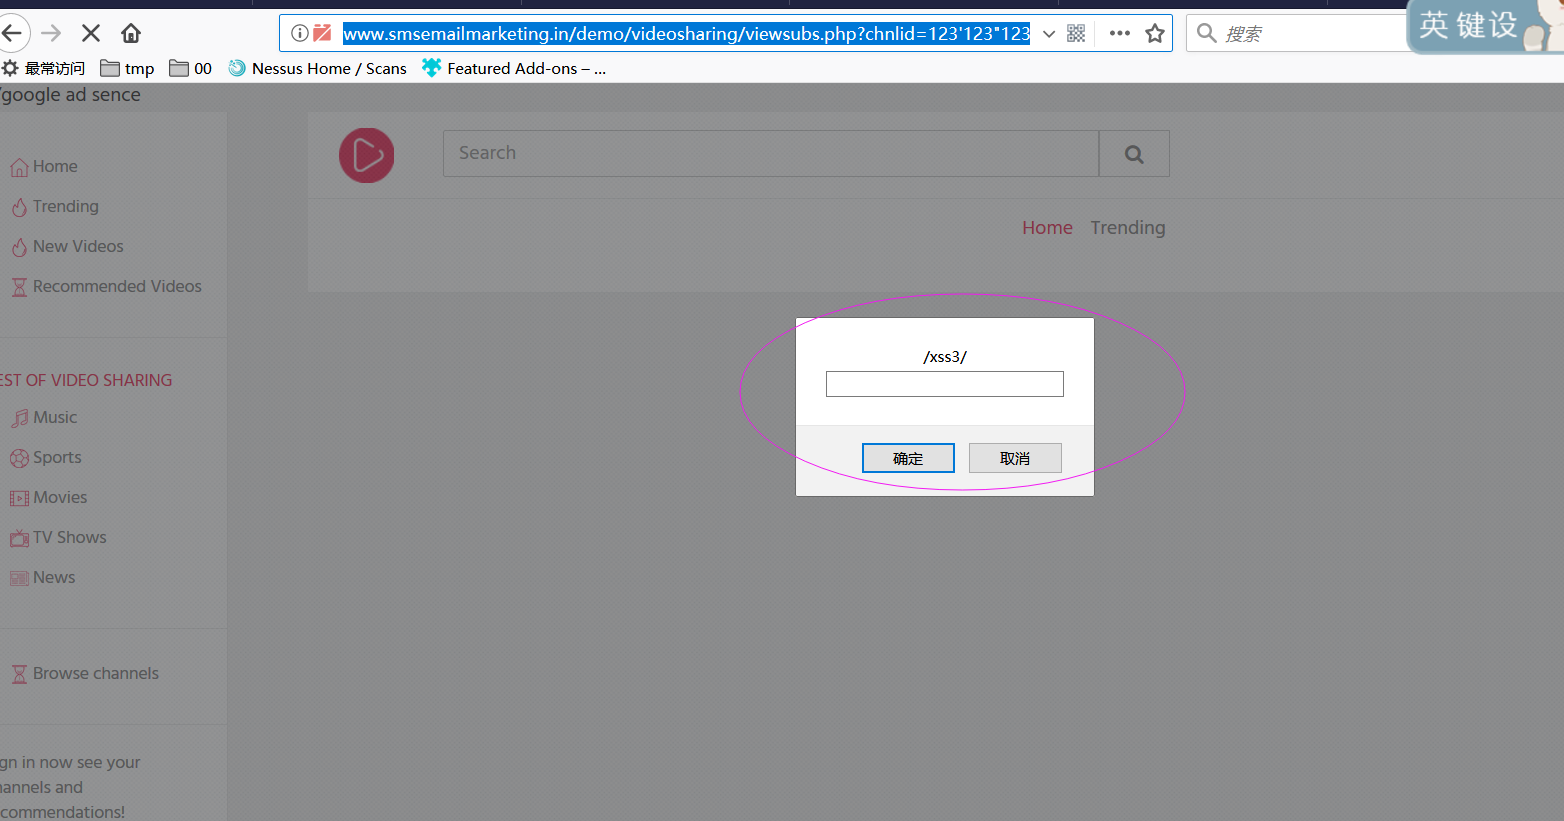 英 键 设
www.smsemailmarketing.in/demo/videosharing/viewsubs.php?chnlid=123'123"123
搜索
最常访问 tmp 00 Nessus Home / Scans Featured Add-ons – ...
/google ad sence
Search
Home
Trending
New Videos
Recommended Videos
Home Trending
/xss3/
确定 取消
EST OF VIDEO SHARING
Music
Sports
Movies
TV Shows
News
Browse channels
gn in now see your
hannels and
commendations!